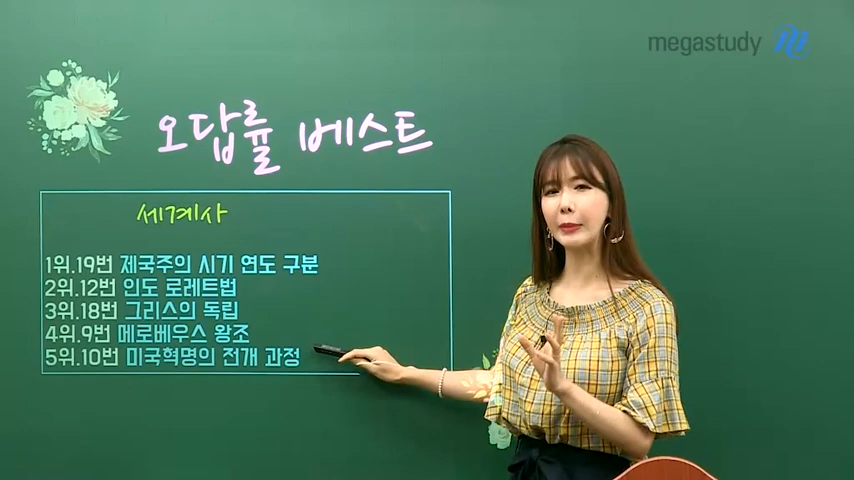 megastudy
오답률 베스트
세계사
1위.19번 제국주의 시기 연도 구분
2위.12번 인도 로레트법
3위.18번 그리스의 독립
4위.9번 메로베우스 왕조
5위.10번 미국혁명의 전개 과정